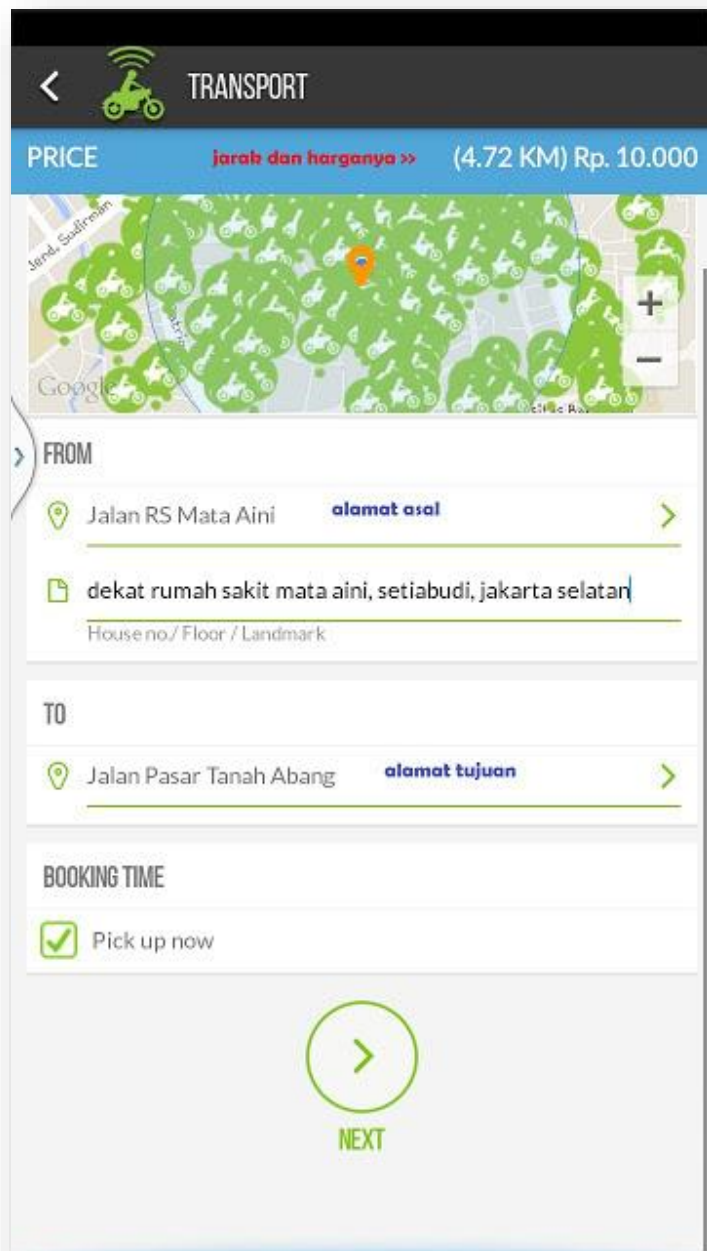 TRANSPORT
PRICE jarak dan harganya >> (4.72 KM) Rp. 10.000
Jend. Sudirman
Google
FROM
Jalan RS Mata Aini alamat asal
dekat rumah sakit mata aini, setiabudi, jakarta selatan
House no./ Floor / Landmark
TO
Jalan Pasar Tanah Abang alamat tujuan
BOOKING TIME
Pick up now
NEXT